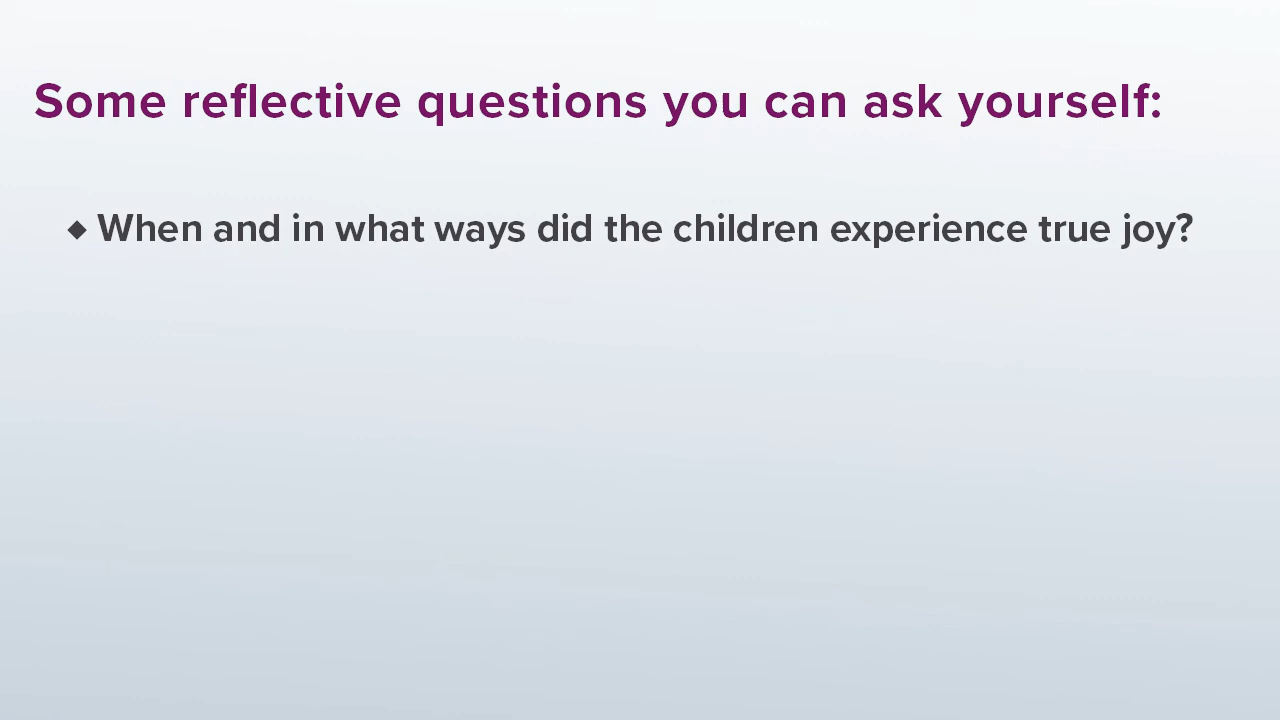 Some reflective questions you can ask yourself:
◆ When and in what ways did the children experience true joy?